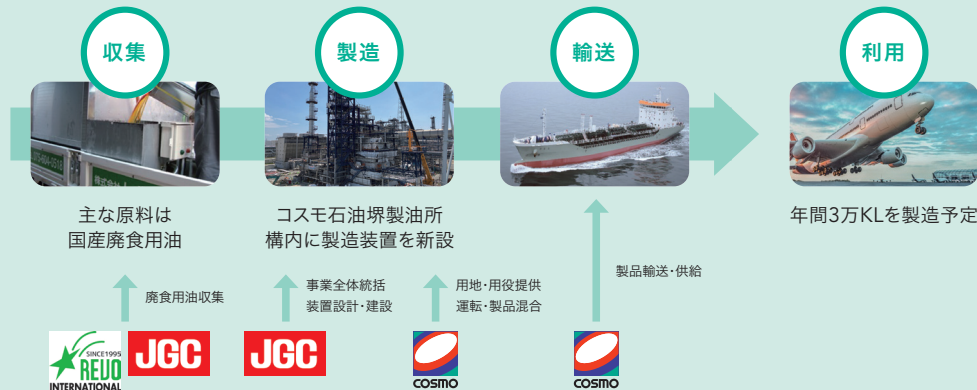 収集
製造
輸送
利用
主な原料は
国産廃食用油
コスモ石油堺製油所
構内に製造装置を新設
年間3万KLを製造予定
廃食用油収集
事業全体統括
装置設計・建設
用地・用役提供
運転・製品混合
製品輸送・供給
SINCE1995
REVO
INTERNATIONAL
JGC
JGC
COSMO
COSMO